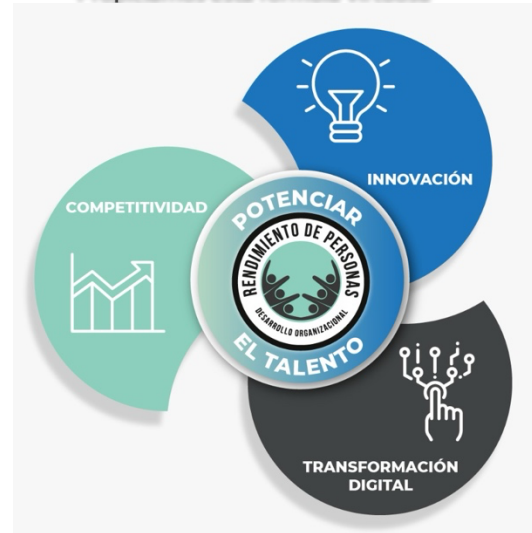 INNOVACIÓN
COMPETITIVIDAD
POTENCIAR
RENDIMIENTO DE PERSONAS
DESARROLLO ORGANIZACIONAL
EL TALENTO
TRANSFORMACIÓN
DIGITAL